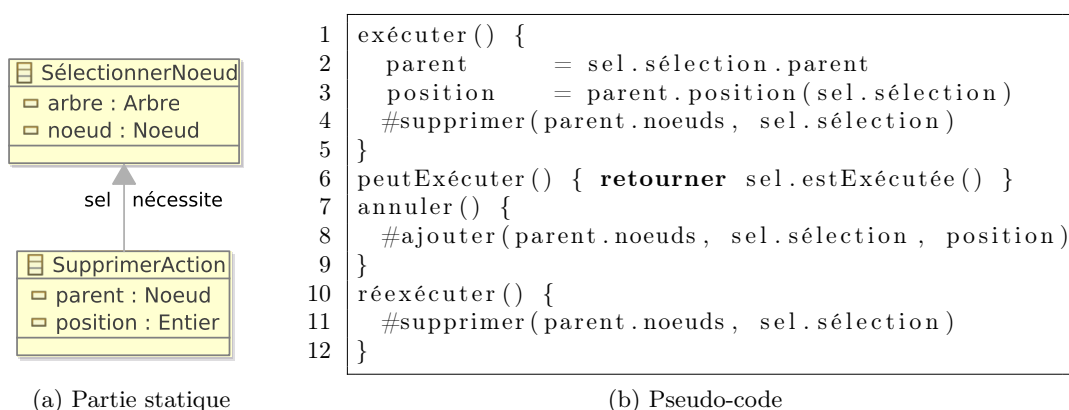 SélectionnerNoeud
arbre : Arbre
noeud : Noeud
sel nécessite
SupprimerAction
parent : Noeud
position : Entier
(a) Partie statique
1 exécuter() {
2 parent = sel.sélection.parent
3 position = parent.position(sel.sélection)
4 #supprimer(parent.noeuds, sel.sélection)
5 }
6 peutExécuter() { retourner sel.estExécutée() }
7 annuler() {
8 #ajouter(parent.noeuds, sel.sélection, position)
9 }
10 réexécuter() {
11 #supprimer(parent.noeuds, sel.sélection)
12 }
(b) Pseudo-code